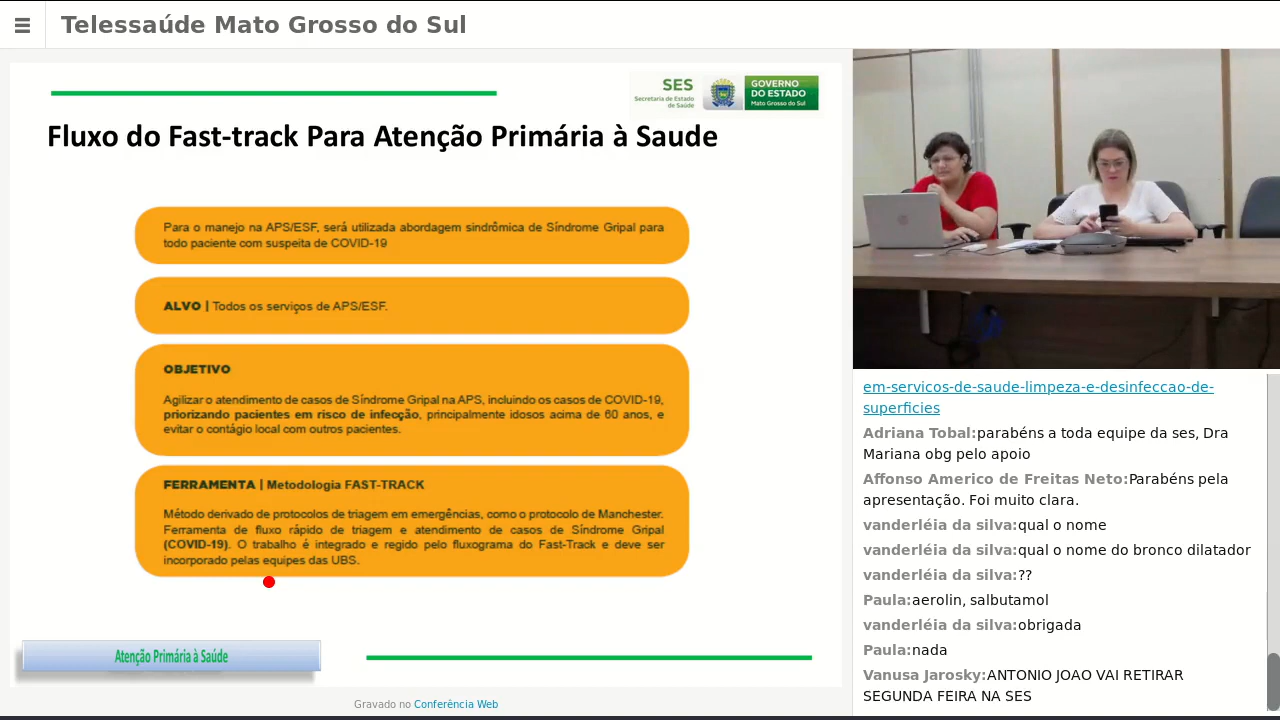 Telessaúde Mato Grosso do Sul
SES
Secretaria de Estado
de Saúde
GOVERNO
DO ESTADO
Mato Grosso do Sul
Fluxo do Fast-track Para Atenção Primária à Saude
Para o manejo na APS/ESF, será utilizada abordagem sindrômica de Síndrome Gripal para
todo paciente com suspeita de COVID-19
ALVO | Todos os serviços de APS/ESF.
OBJETIVO
Agilizar o atendimento de casos de Síndrome Gripal na APS, incluindo os casos de COVID-19,
priorizando pacientes em risco de infecção, principalmente idosos acima de 60 anos, e
evitar o contágio local com outros pacientes.
FERRAMENTA | Metodologia FAST-TRACK
Método derivado de protocolos de triagem em emergências, como o protocolo de Manchester.
Ferramenta de fluxo rápido de triagem e atendimento de casos de Síndrome Gripal
(COVID-19). O trabalho é integrado e regido pelo fluxograma do Fast-Track e deve ser
incorporado pelas equipes das UBS.
Atenção Primária à Saúde
Gravado no Conferência Web
em-servicos-de-saude-limpeza-e-desinfeccao-de-
superficies
Adriana Tobal:parabéns a toda equipe da ses, Dra
Mariana obg pelo apoio
Affonso Americo de Freitas Neto:Parabéns pela
apresentação. Foi muito clara.
vanderléia da silva:qual o nome
vanderléia da silva:qual o nome do bronco dilatador
vanderléia da silva:??
Paula:aerolin, salbutamol
vanderléia da silva:obrigada
Paula:nada
Vanusa Jarosky:ANTONIO JOAO VAI RETIRAR
SEGUNDA FEIRA NA SES